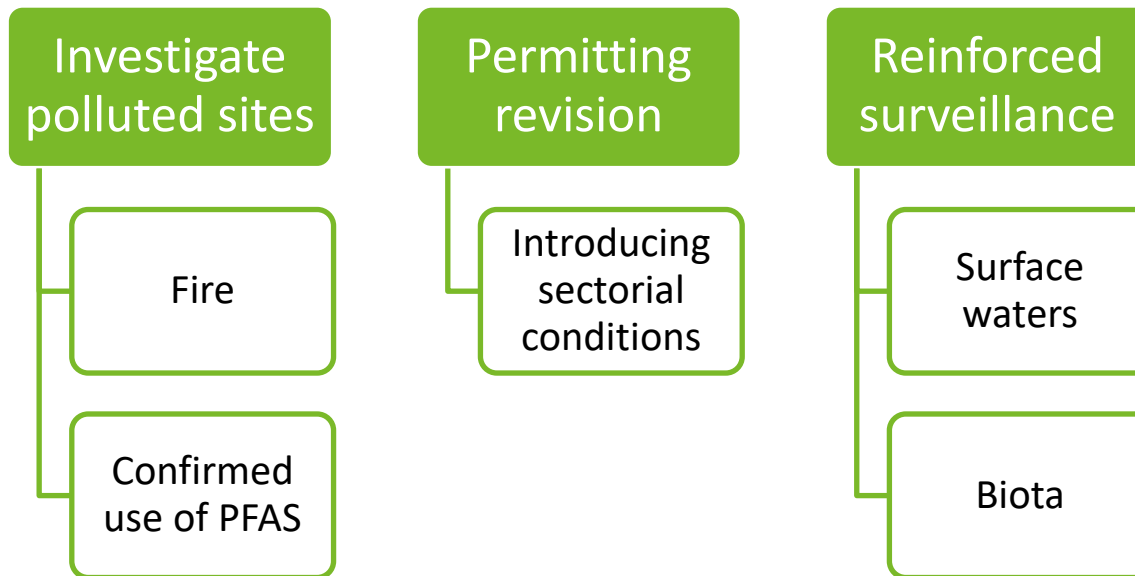 Investigate
polluted sites
Fire
Confirmed
use of PFAS
Permitting
revision
Introducing
sectorial
conditions
Reinforced
surveillance
Surface
waters
Biota